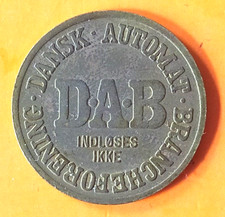 DANSK · AUTOMAT · BRANCHEFORENING ·
D·A·B
INDLØSES
IKKE